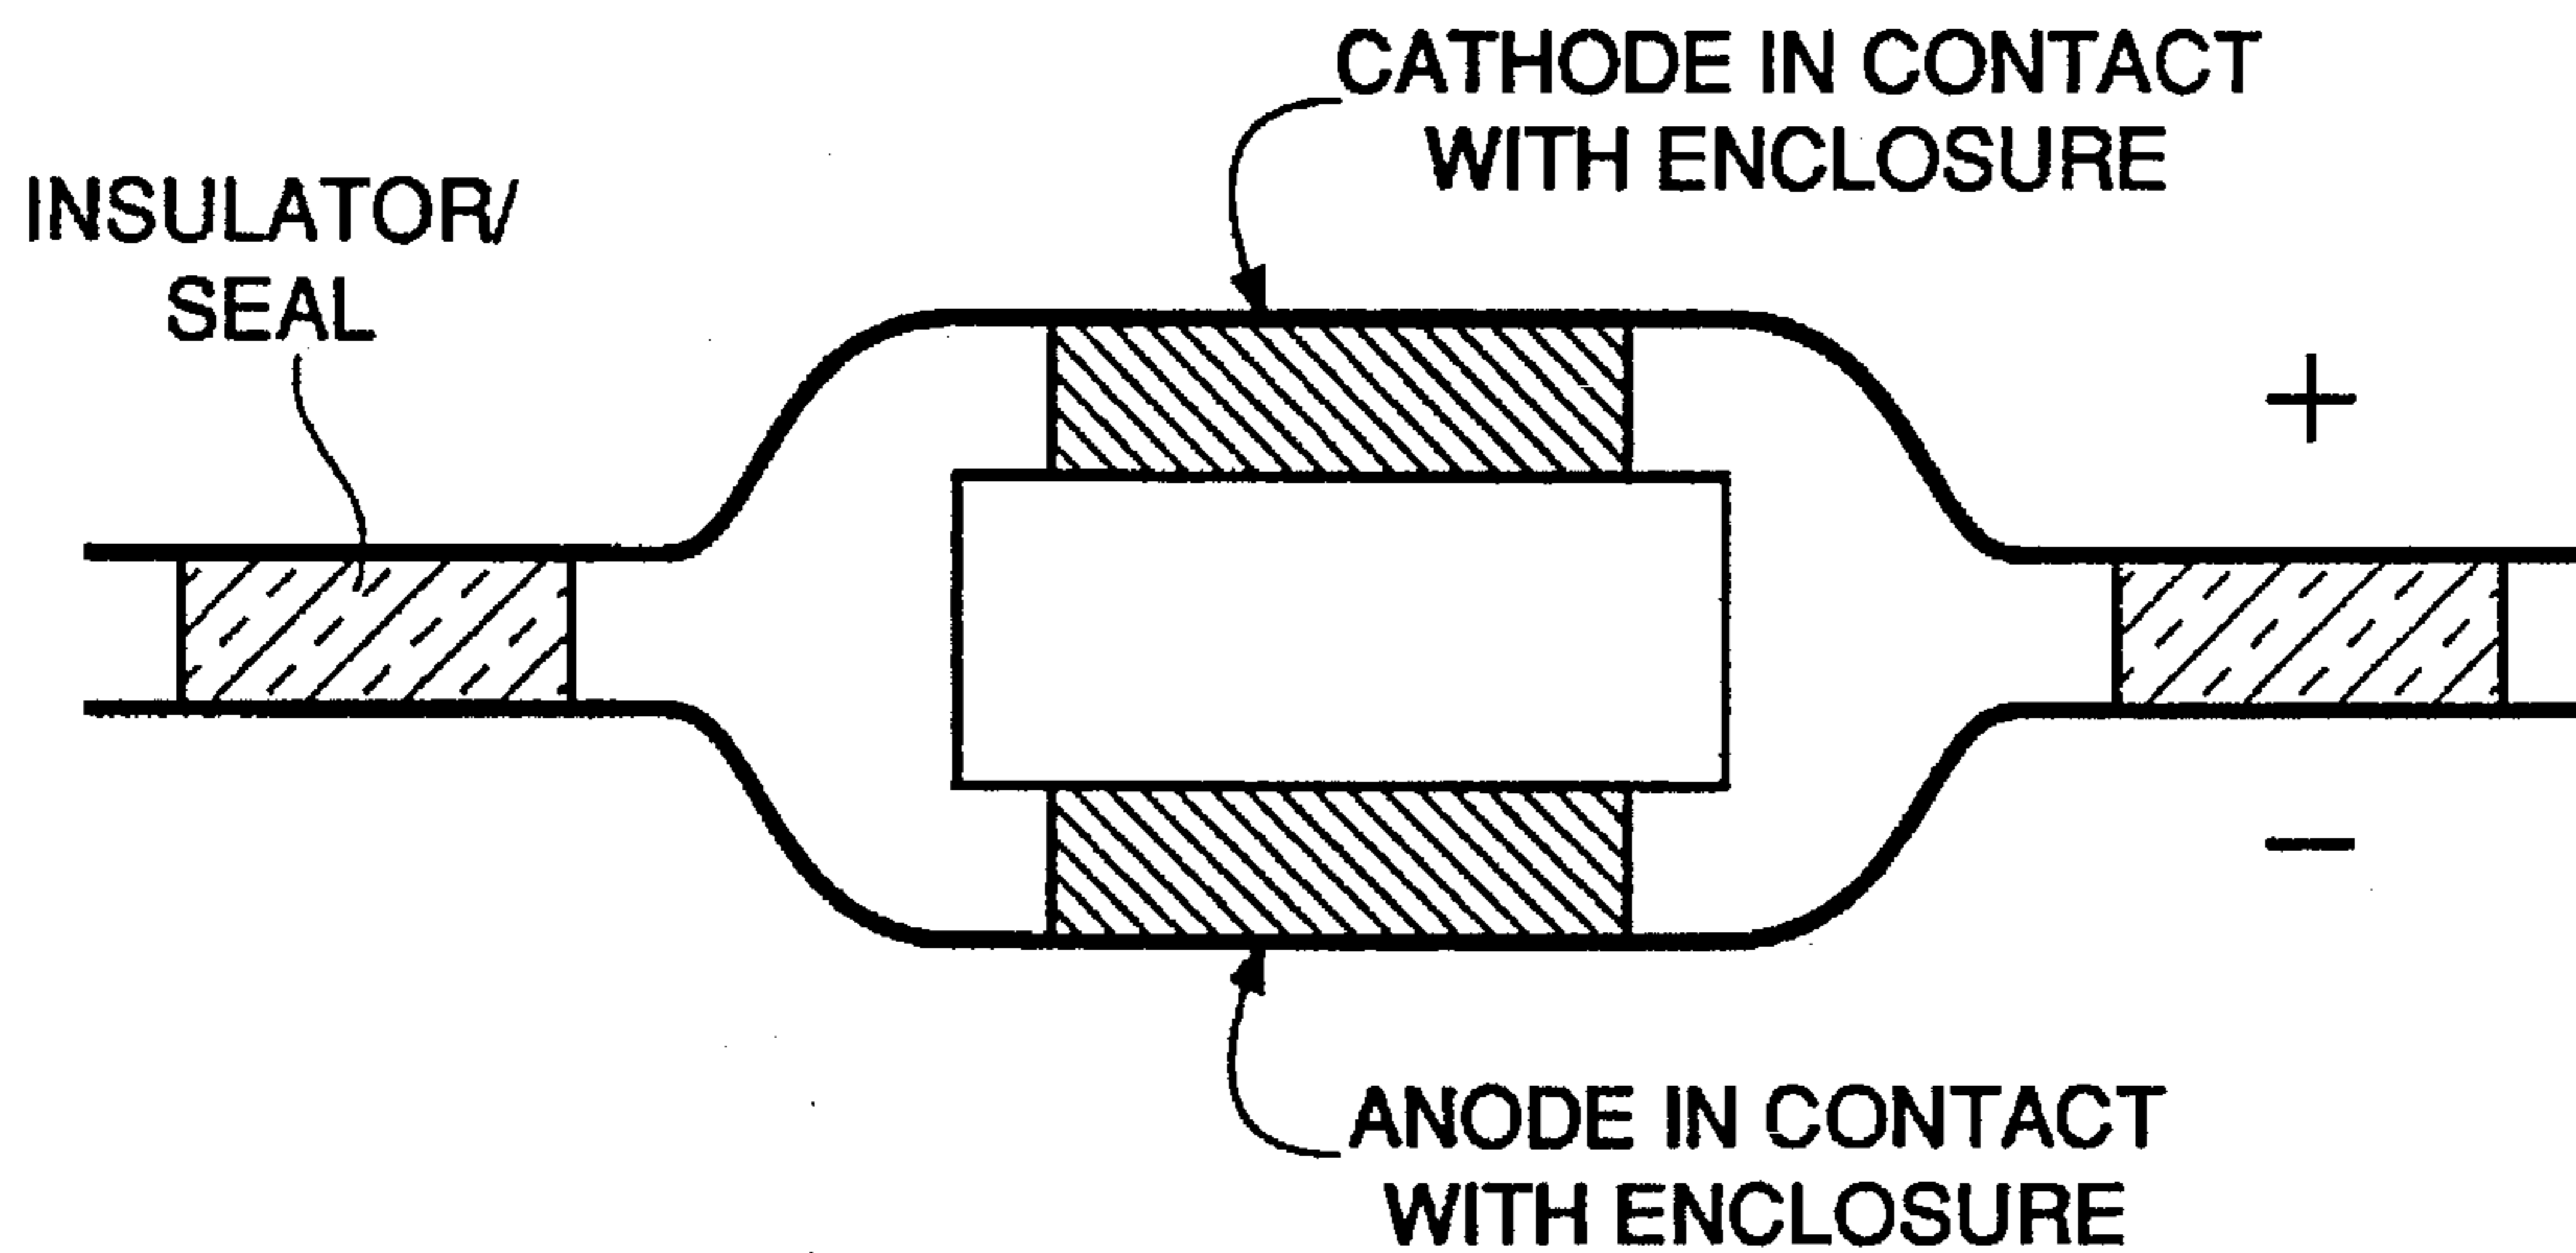 CATHODE IN CONTACT
WITH ENCLOSURE
INSULATOR/
SEAL
+
−
ANODE IN CONTACT
WITH ENCLOSURE